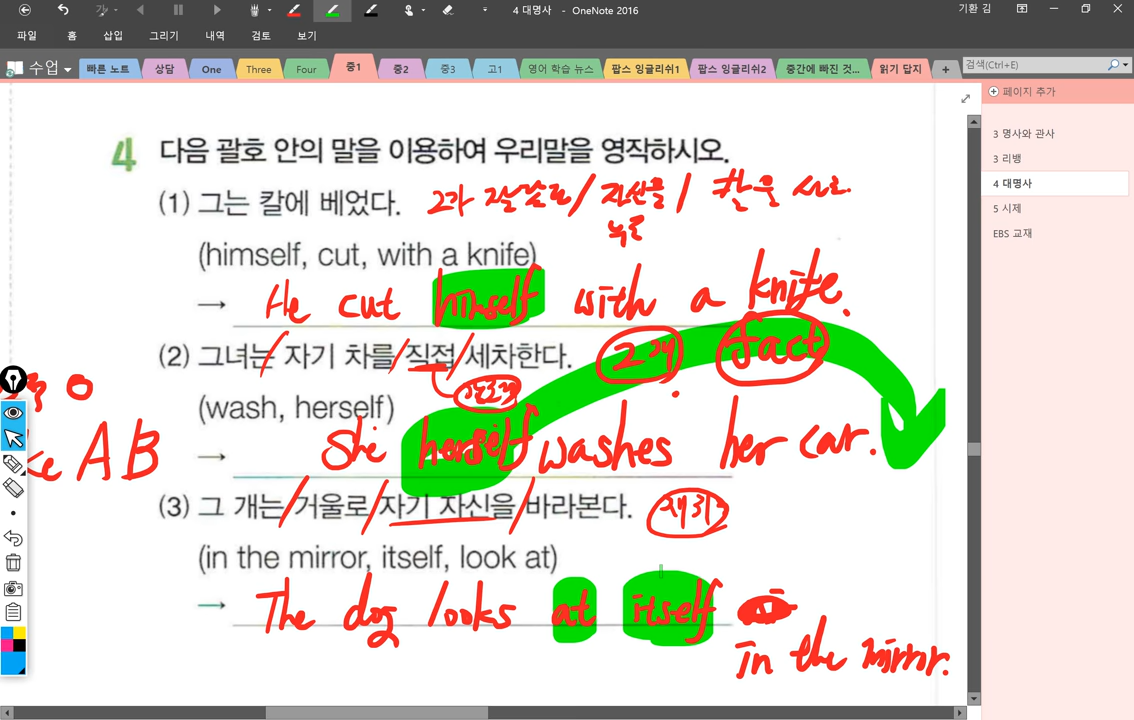 4 대명사 - OneNote 2016
기환 김
파일 홈 삽입 그리기 내역 검토 보기
수업 빠른 노트 상담 One Three Four 중1 중2 중3 고1 영어 학습 뉴스 팝스 잉글리쉬1 팝스 잉글리쉬2 중간에 빠진 것... 읽기 답지 + 검색(Ctrl+E)
페이지 추가
3 명사와 관사
3 리뱅
4 대명사
5 시제
EBS 교재
4 다음 괄호 안의 말을 이용하여 우리말을 영작하시오.
(1) 그는 칼에 베었다.
(himself, cut, with a knife)
→ He cut himself with a knife.
(2) 그녀는 / 자기 차를 / 직접 / 세차한다. fact
(wash, herself)
→ She herself washes her car.
AB
(3) 그 개는 / 거울로 / 자기 자신을 / 바라본다. 재귀
(in the mirror, itself, look at)
→ The dog looks at itself
in the mirror.